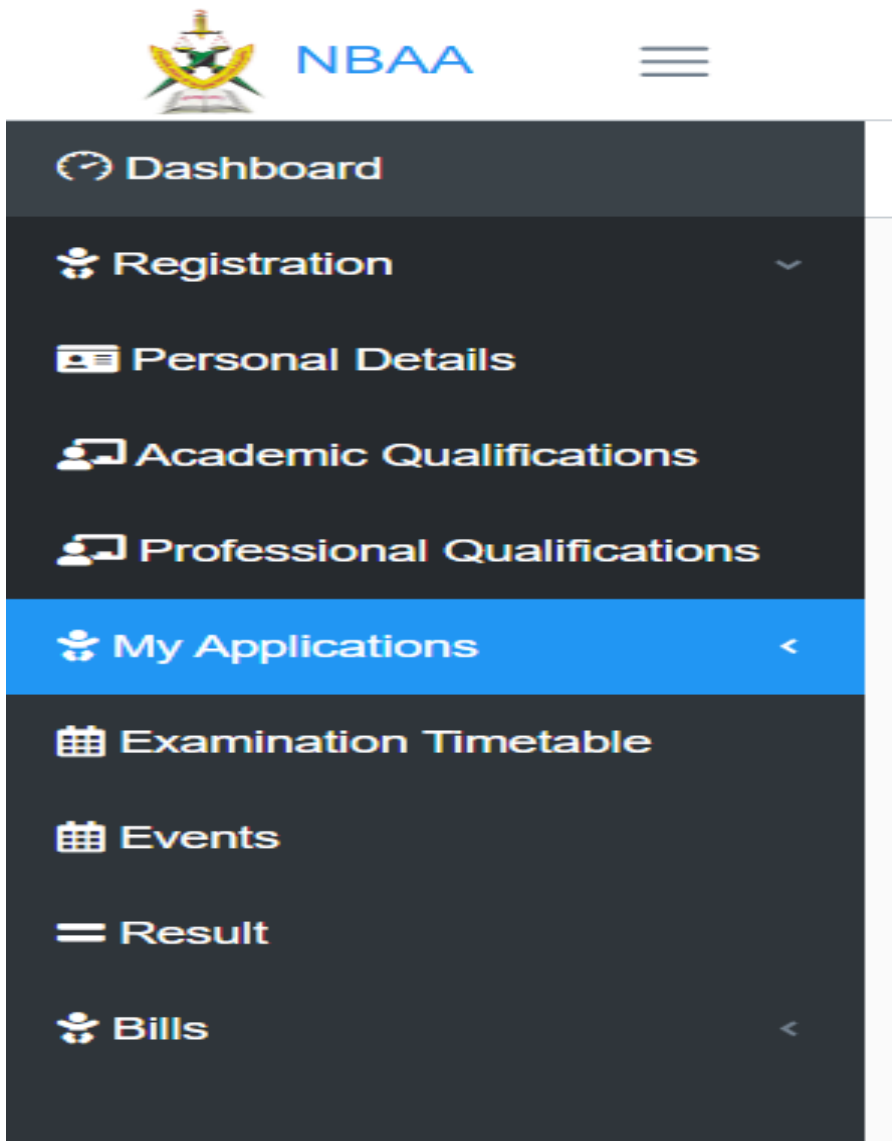 NBAA
Dashboard
Registration
Personal Details
Academic Qualifications
Professional Qualifications
My Applications
Examination Timetable
Events
Result
Bills